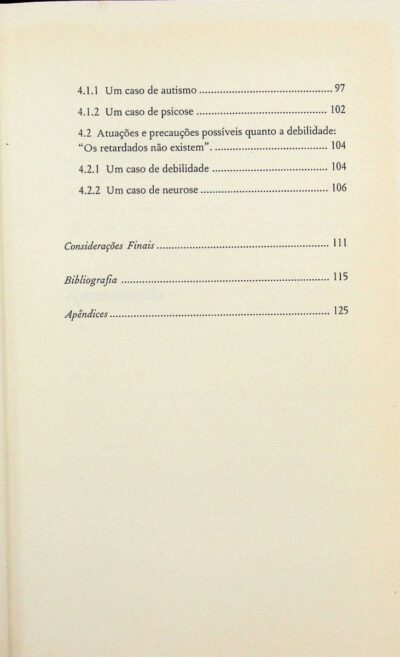 4.1.1 Um caso de autismo ............................................. 97
4.1.2 Um caso de psicose ............................................. 102
4.2 Atuações e precauções possíveis quanto a debilidade:
“Os retardados não existem”. ...................................... 104
4.2.1 Um caso de debilidade ........................................ 104
4.2.2 Um caso de neurose ............................................ 106
Considerações Finais .......................................................... 111
Bibliografia ...................................................................... 115
Apêndices .......................................................................... 125